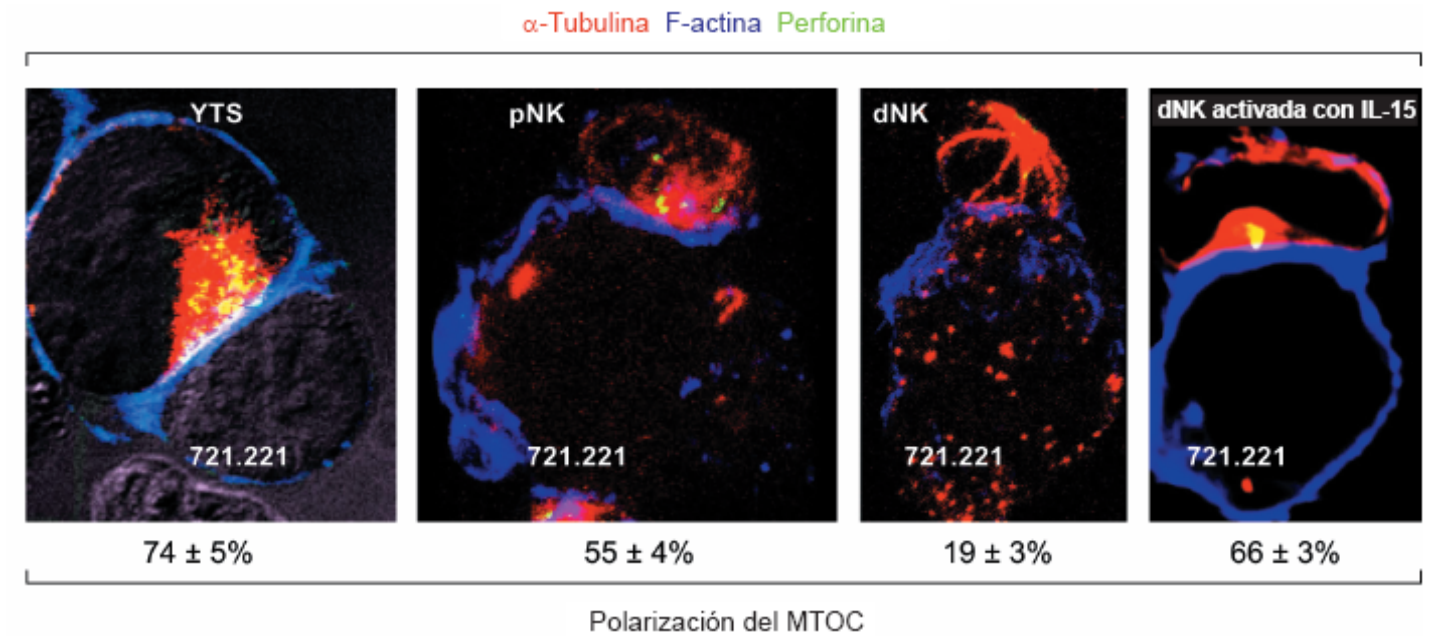 α-Tubulina F-actina Perforina
YTS
pNK
dNK
dNK activada con IL-15
721.221
721.221
721.221
721.221
74 ± 5%
55 ± 4%
19 ± 3%
66 ± 3%
Polarización del MTOC